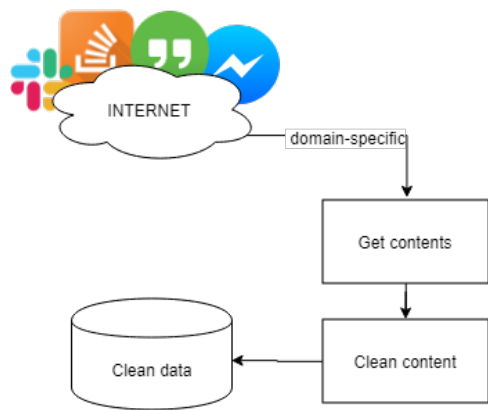 INTERNET
domain-specific
Get contents
Clean content
Clean data